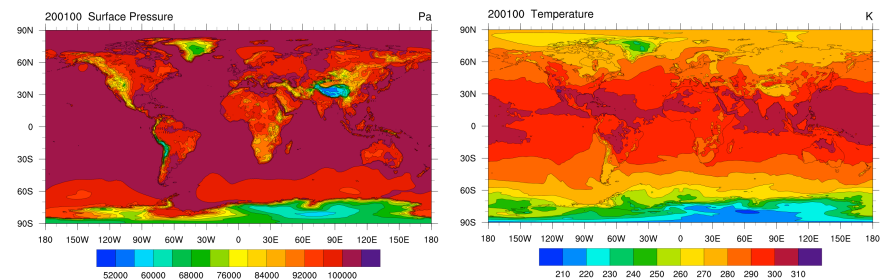 200100 Surface Pressure Pa
90N
60N
30N
0
30S
60S
90S
180 150W 120W 90W 60W 30W 0 30E 60E 90E 120E 150E 180
52000 60000 68000 76000 84000 92000 100000
200100 Temperature K
90N
60N
30N
0
30S
60S
90S
180 150W 120W 90W 60W 30W 0 30E 60E 90E 120E 150E 180
210 220 230 240 250 260 270 280 290 300 310